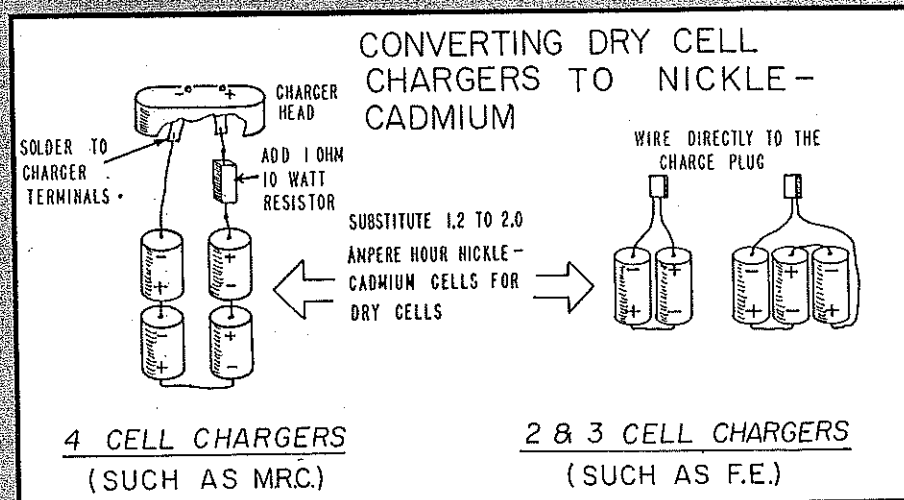 CONVERTING DRY CELL
CHARGERS TO NICKLE-
CADMIUM
- +
CHARGER
HEAD
SOLDER TO
CHARGER
TERMINALS.
ADD 1 OHM
10 WATT
RESISTOR
WIRE DIRECTLY TO THE
CHARGE PLUG
SUBSTITUTE 1.2 TO 2.0
AMPERE HOUR NICKLE-
CADMIUM CELLS FOR
DRY CELLS
- +
+ -
- +
+ -
- +
+ -
- + -
+ - +
4 CELL CHARGERS
(SUCH AS MRC.)
2 & 3 CELL CHARGERS
(SUCH AS F.E.)